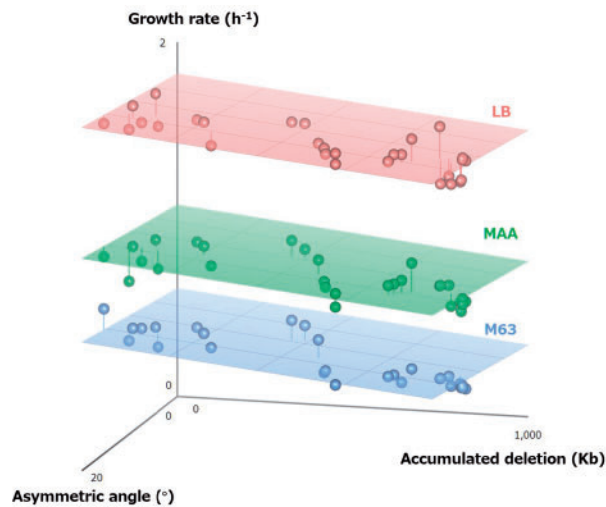 Growth rate (h⁻¹)
2
LB
MAA
M63
0
0
0
1,000
20
Accumulated deletion (Kb)
Asymmetric angle (°)